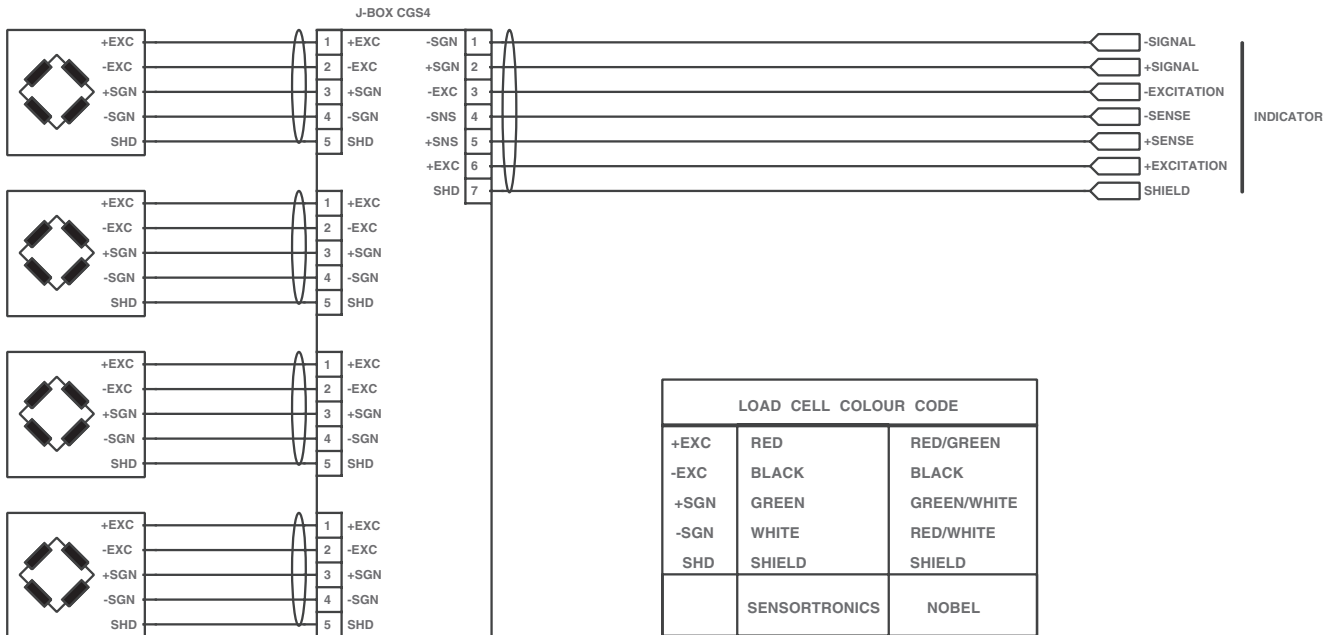 J-BOX CGS4
+EXC 1 +EXC -SGN 1 -SIGNAL
-EXC 2 -EXC +SGN 2 +SIGNAL
+SGN 3 +SGN -EXC 3 -EXCITATION
-SGN 4 -SGN -SNS 4 -SENSE INDICATOR
SHD 5 SHD +SNS 5 +SENSE
+EXC 6 +EXCITATION
SHD 7 SHIELD
+EXC 1 +EXC
-EXC 2 -EXC
+SGN 3 +SGN
-SGN 4 -SGN
SHD 5 SHD
+EXC 1 +EXC
-EXC 2 -EXC
+SGN 3 +SGN
-SGN 4 -SGN
SHD 5 SHD
+EXC 1 +EXC
-EXC 2 -EXC
+SGN 3 +SGN
-SGN 4 -SGN
SHD 5 SHD
LOAD CELL COLOUR CODE
+EXC RED RED/GREEN
-EXC BLACK BLACK
+SGN GREEN GREEN/WHITE
-SGN WHITE RED/WHITE
SHD SHIELD SHIELD
SENSORTRONICS NOBEL